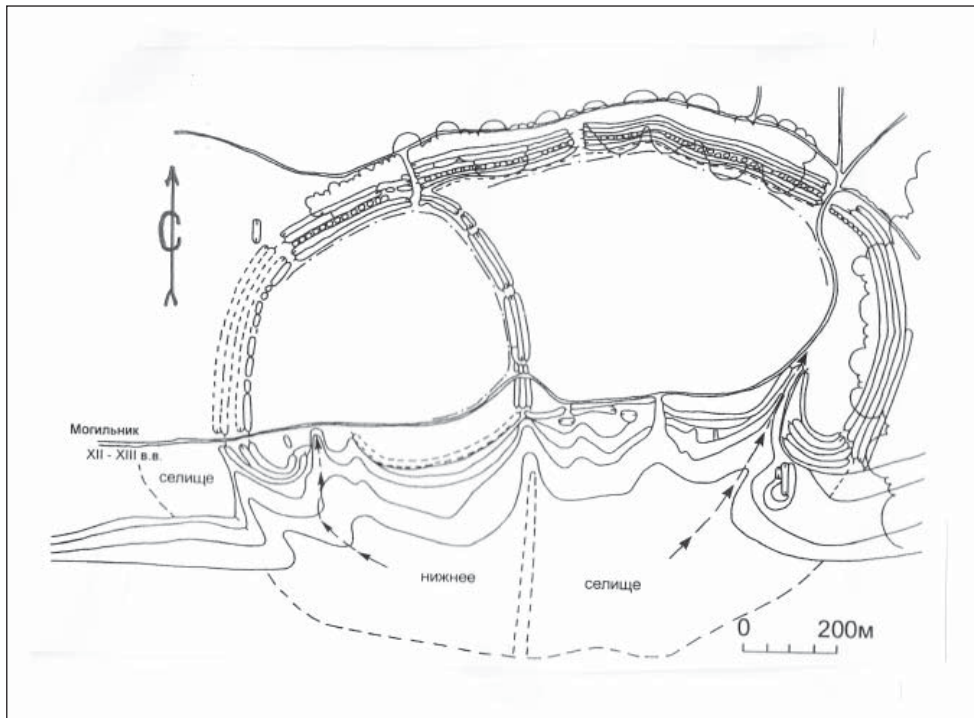 С
Могильник
XII - XIII в.в.
селище
нижнее
селище
0 200м